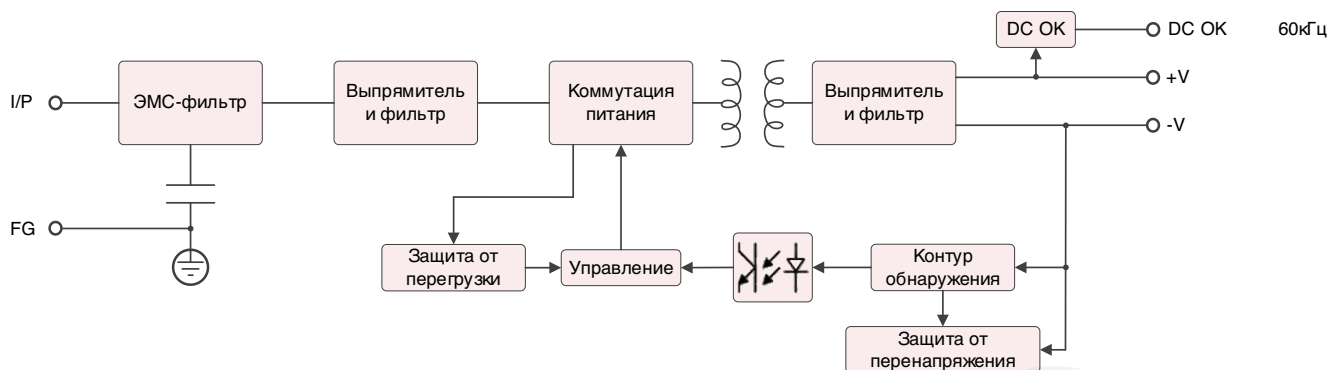 DC OK
DC OK
60кГц
I/P
ЭМС-фильтр
Выпрямитель
и фильтр
Коммутация
питания
Выпрямитель
и фильтр
+V
-V
FG
Защита от
перегрузки
Управление
Контур
обнаружения
Защита от
перенапряжения